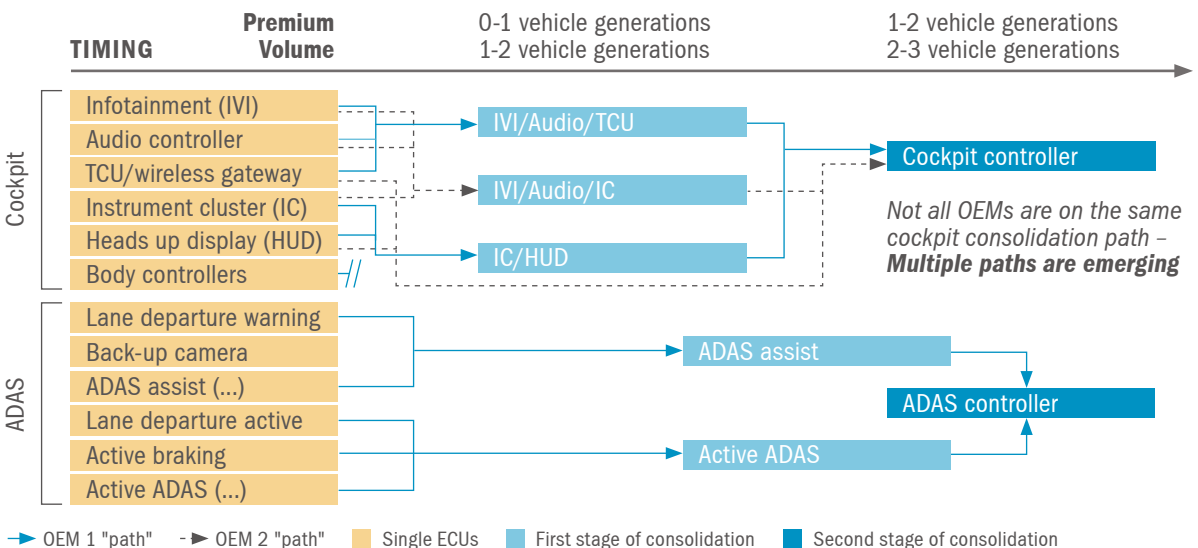 Premium
0-1 vehicle generations
1-2 vehicle generations
TIMING
Volume
1-2 vehicle generations
2-3 vehicle generations
Cockpit
Infotainment (IVI)
Audio controller
TCU/wireless gateway
Instrument cluster (IC)
Heads up display (HUD)
Body controllers
IVI/Audio/TCU
IVI/Audio/IC
IC/HUD
Cockpit controller
Not all OEMs are on the same
cockpit consolidation path –
Multiple paths are emerging
ADAS
Lane departure warning
Back-up camera
ADAS assist (...)
Lane departure active
Active braking
Active ADAS (...)
ADAS assist
Active ADAS
ADAS controller
OEM 1 "path"
OEM 2 "path"
Single ECUs
First stage of consolidation
Second stage of consolidation